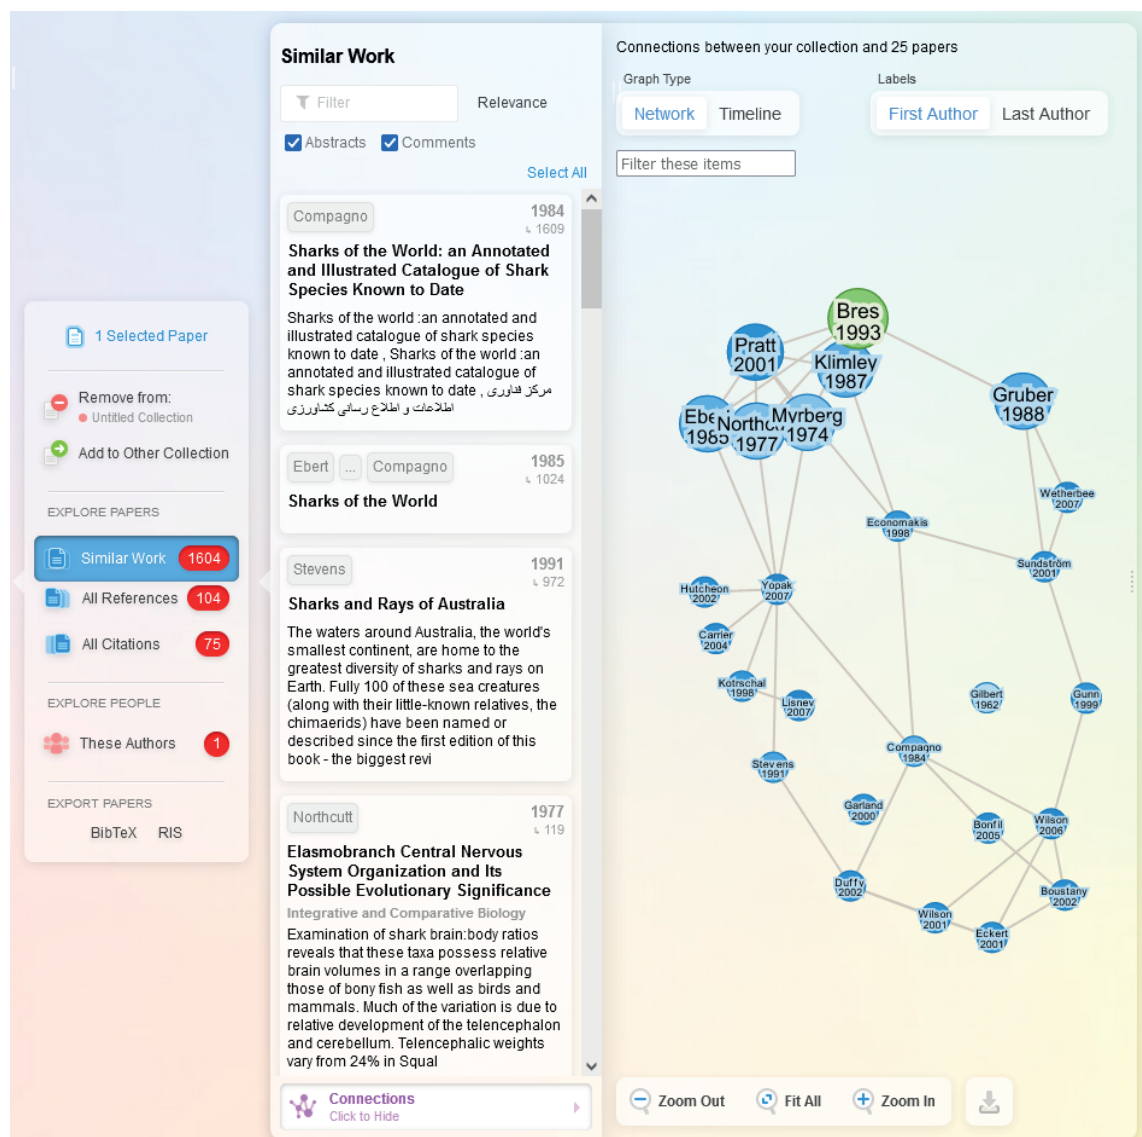 1 Selected Paper
Remove from:
Untitled Collection
Add to Other Collection
EXPLORE PAPERS
Similar Work 1604
All References 104
All Citations 75
EXPLORE PEOPLE
These Authors 1
EXPORT PAPERS
BibTeX RIS
Similar Work
Filter
Relevance
Abstracts Comments
Select All
Compagno 1984
↳ 1609
Sharks of the World: an Annotated
and Illustrated Catalogue of Shark
Species Known to Date
Sharks of the world :an annotated and
illustrated catalogue of shark species
known to date , Sharks of the world :an
annotated and illustrated catalogue of
shark species known to date , مرکز فناوری
اطلاعات و اطلاع رسانی کشاورزی
Ebert ... Compagno 1985
↳ 1024
Sharks of the World
Stevens 1991
↳ 972
Sharks and Rays of Australia
The waters around Australia, the world's
smallest continent, are home to the
greatest diversity of sharks and rays on
Earth. Fully 100 of these sea creatures
(along with their little-known relatives, the
chimaerids) have been named or
described since the first edition of this
book - the biggest revi
Northcutt 1977
↳ 119
Elasmobranch Central Nervous
System Organization and Its
Possible Evolutionary Significance
Integrative and Comparative Biology
Examination of shark brain:body ratios
reveals that these taxa possess relative
brain volumes in a range overlapping
those of bony fish as well as birds and
mammals. Much of the variation is due to
relative development of the telencephalon
and cerebellum. Telencephalic weights
vary from 24% in Squal
Connections
Click to Hide
Connections between your collection and 25 papers
Graph Type
Labels
Network Timeline
First Author Last Author
Filter these items
Bres
1993
Pratt
2001
Klimley
1987
Gruber
1988
1985
1977
Myrberg
1974
Wetherbee
2007
Economakis
1998
Sundström
2001
Hutcheon
2002
Yopak
2007
Carrier
2004
Kotrschal
1998
Lisney
2007
Gilbert
1962
Gunn
1999
Compagno
1984
Stevens
1991
Garland
2000
Bonfil
2005
Wilson
2006
Duffy
2002
Boustany
2002
Wilson
2001
Eckert
2001
Zoom Out Fit All Zoom In